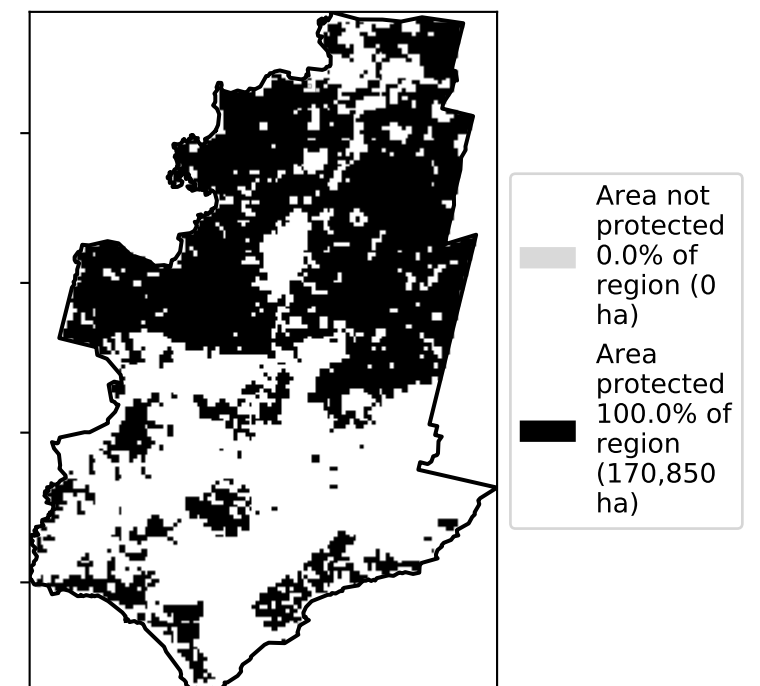 Area not
protected
0.0% of
region (0
ha)
Area
protected
100.0% of
region
(170,850
ha)